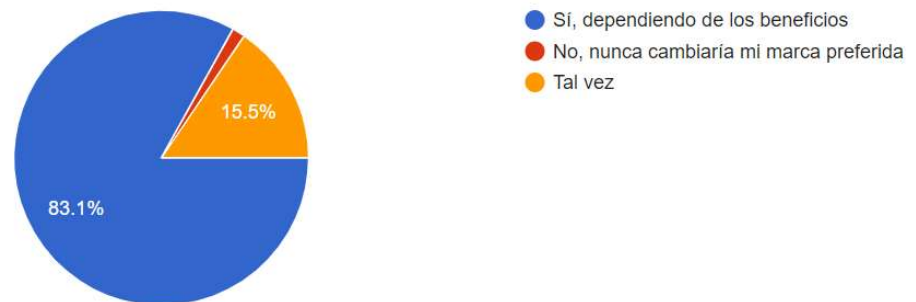 Sí, dependiendo de los beneficios
No, nunca cambiaría mi marca preferida
Tal vez
15.5%
83.1%